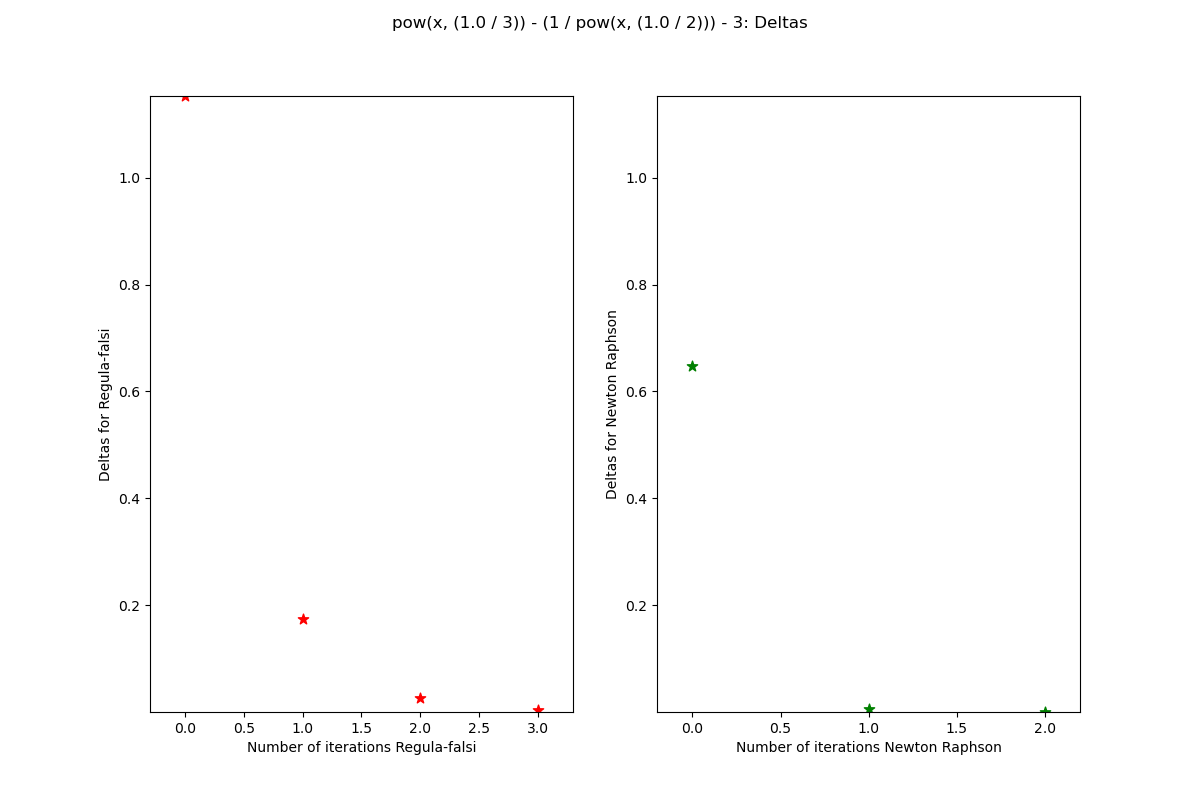 pow(x, (1.0 / 3)) - (1 / pow(x, (1.0 / 2))) - 3: Deltas
Deltas for Regula-falsi
1.0
0.8
0.6
0.4
0.2
0.0 0.5 1.0 1.5 2.0 2.5 3.0
Number of iterations Regula-falsi
Deltas for Newton Raphson
1.0
0.8
0.6
0.4
0.2
0.0 0.5 1.0 1.5 2.0
Number of iterations Newton Raphson